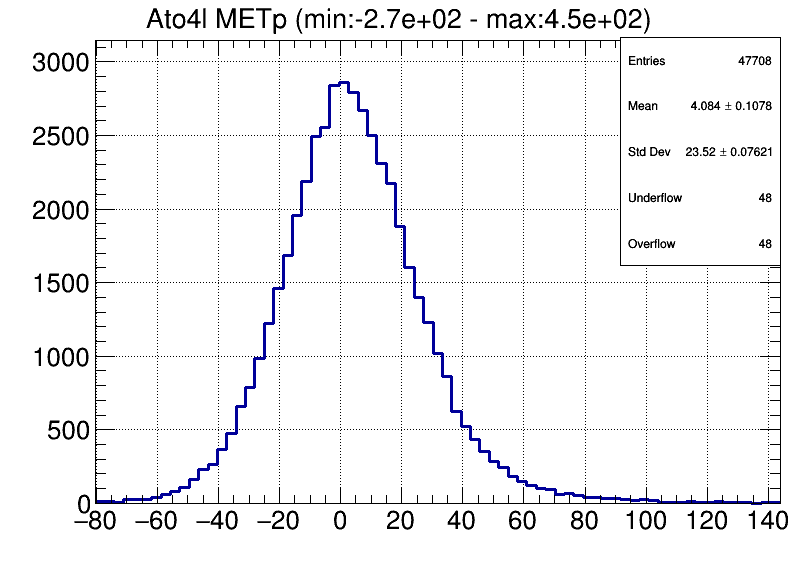 Ato4l METp (min:-2.7e+02 - max:4.5e+02)
Entries 47708
Mean 4.084 ± 0.1078
Std Dev 23.52 ± 0.07621
Underflow 48
Overflow 48
3000
2500
2000
1500
1000
500
0
−80 −60 −40 −20 0 20 40 60 80 100 120 140